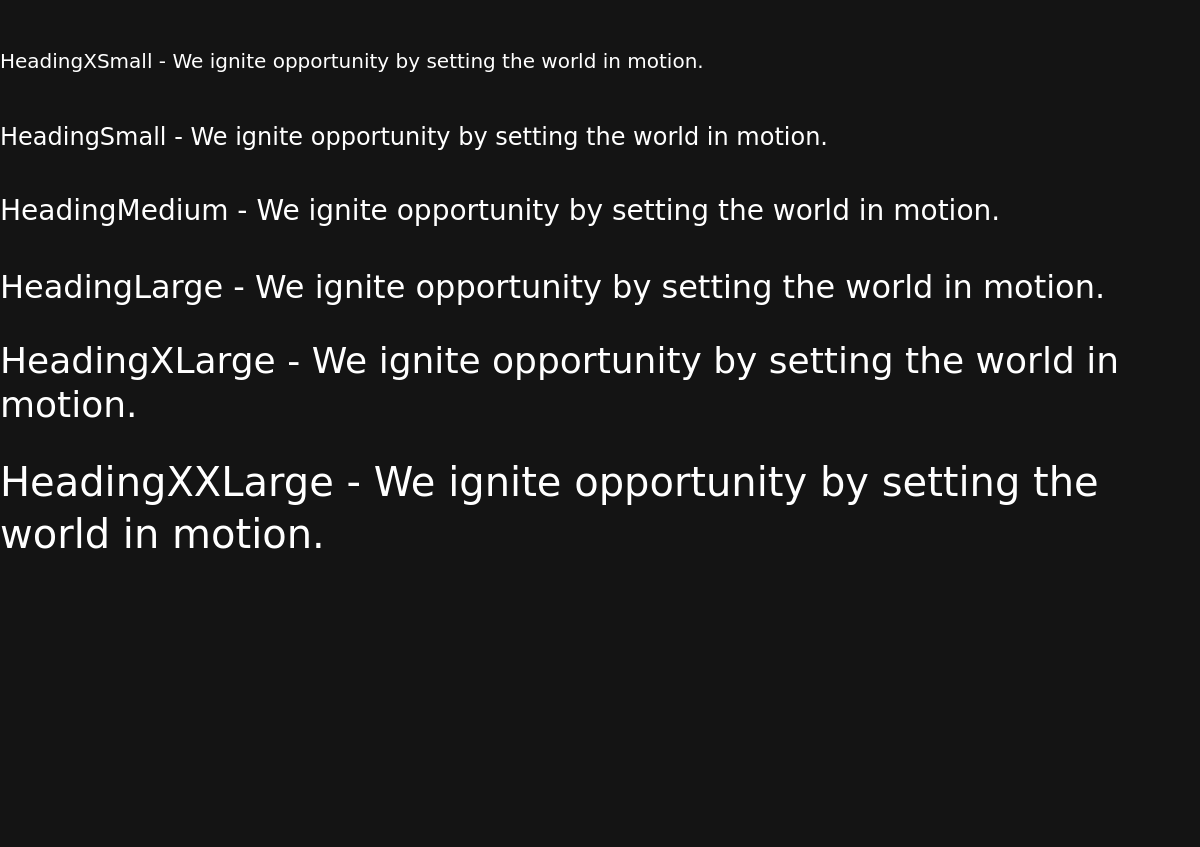 HeadingXSmall - We ignite opportunity by setting the world in motion.
HeadingSmall - We ignite opportunity by setting the world in motion.
HeadingMedium - We ignite opportunity by setting the world in motion.
HeadingLarge - We ignite opportunity by setting the world in motion.
HeadingXLarge - We ignite opportunity by setting the world in
motion.
HeadingXXLarge - We ignite opportunity by setting the
world in motion.